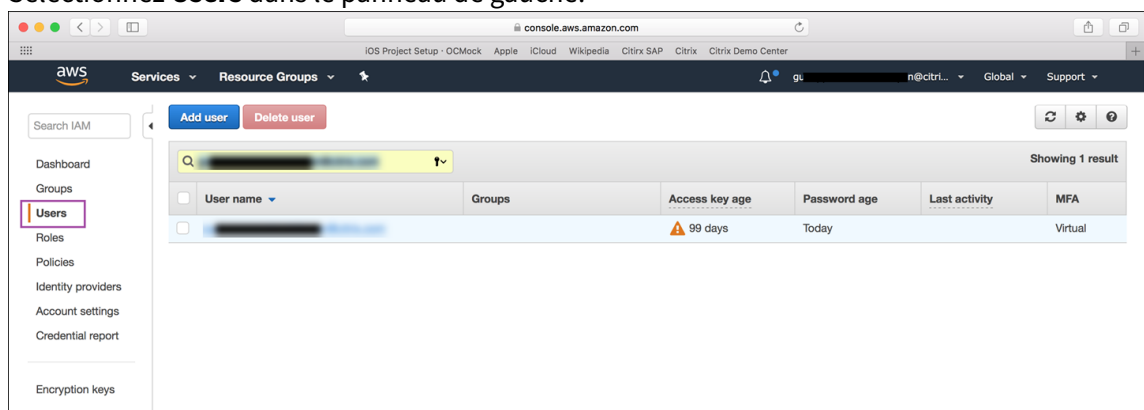 Sélectionnez Users dans le panneau de gauche.
console.aws.amazon.com
iOS Project Setup · OCMock Apple iCloud Wikipedia Citirx SAP Citrix Citrix Demo Center
aws Services Resource Groups gu n@citri... Global Support
Search IAM Add user Delete user
Dashboard
Showing 1 result
Groups
User name Groups Access key age Password age Last activity MFA
Users
99 days Today Virtual
Roles
Policies
Identity providers
Account settings
Credential report
Encryption keys